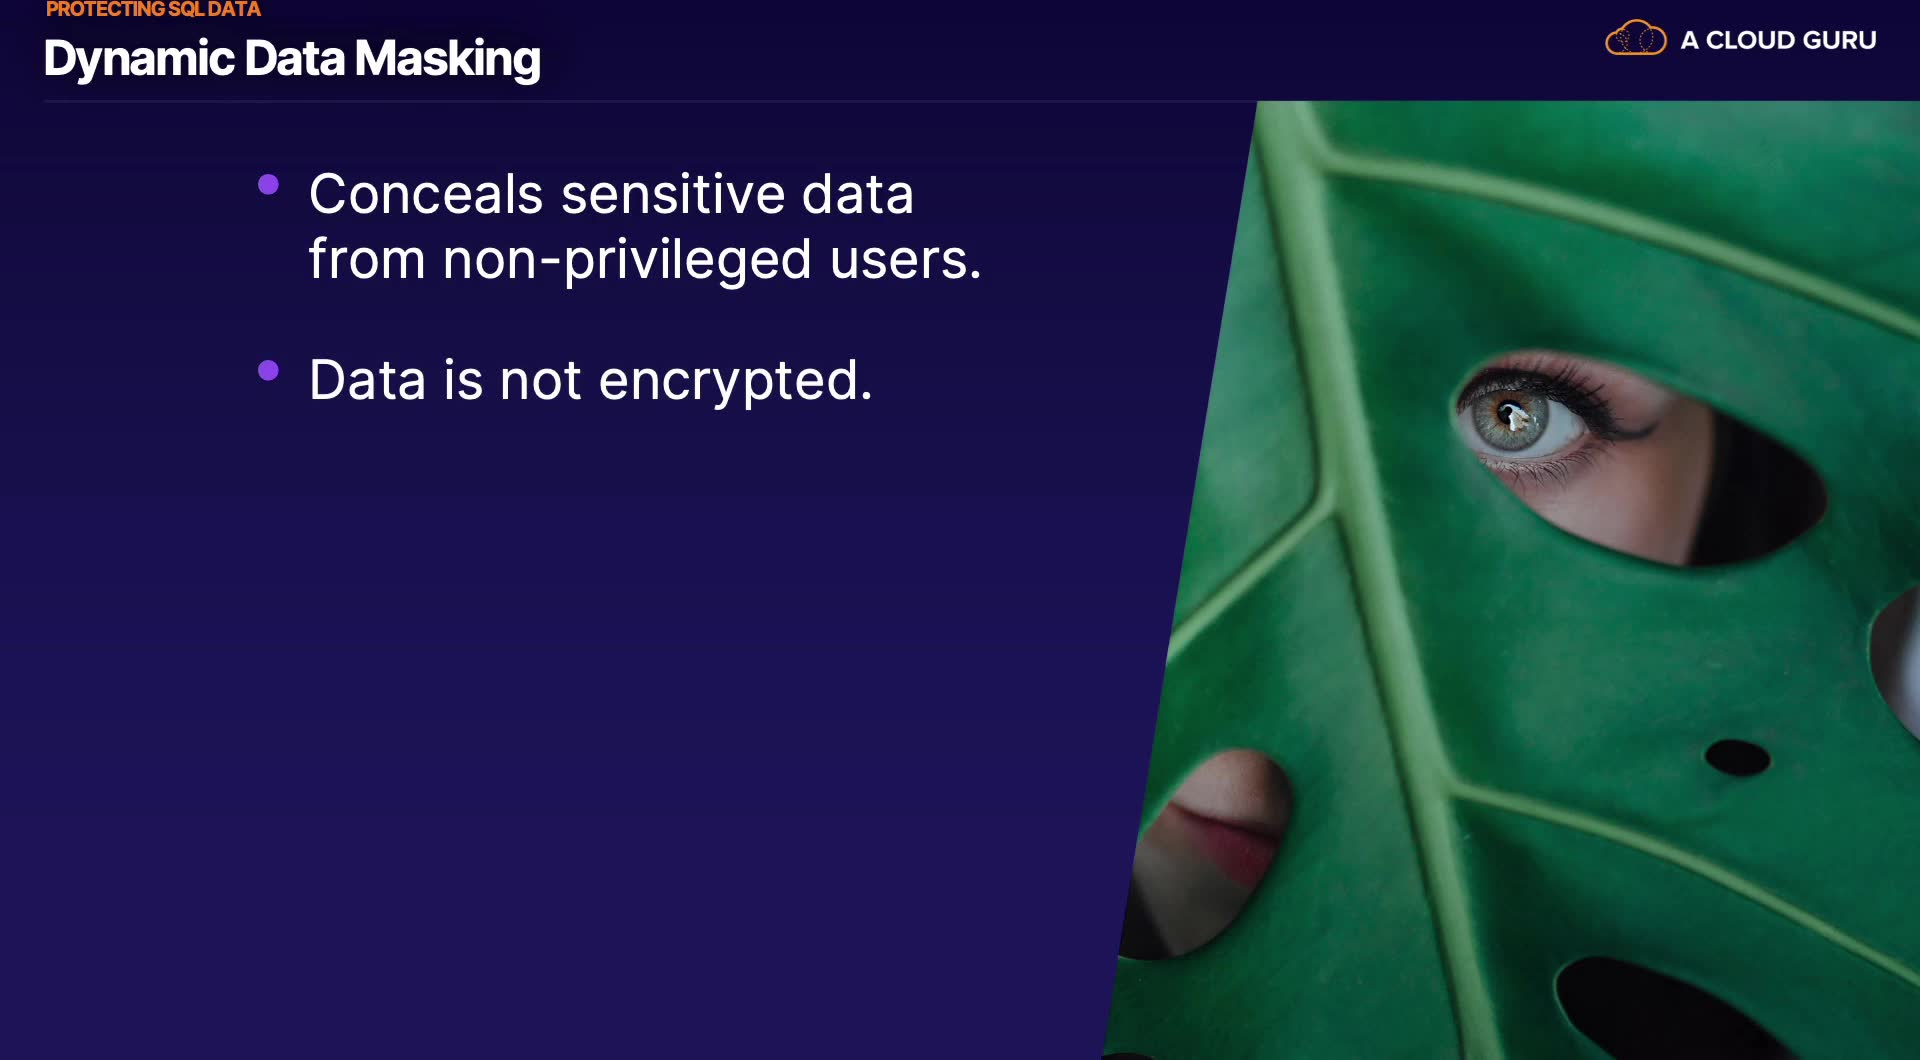 PROTECTING SQL DATA
Dynamic Data Masking
A CLOUD GURU
Conceals sensitive data
from non-privileged users.
Data is not encrypted.